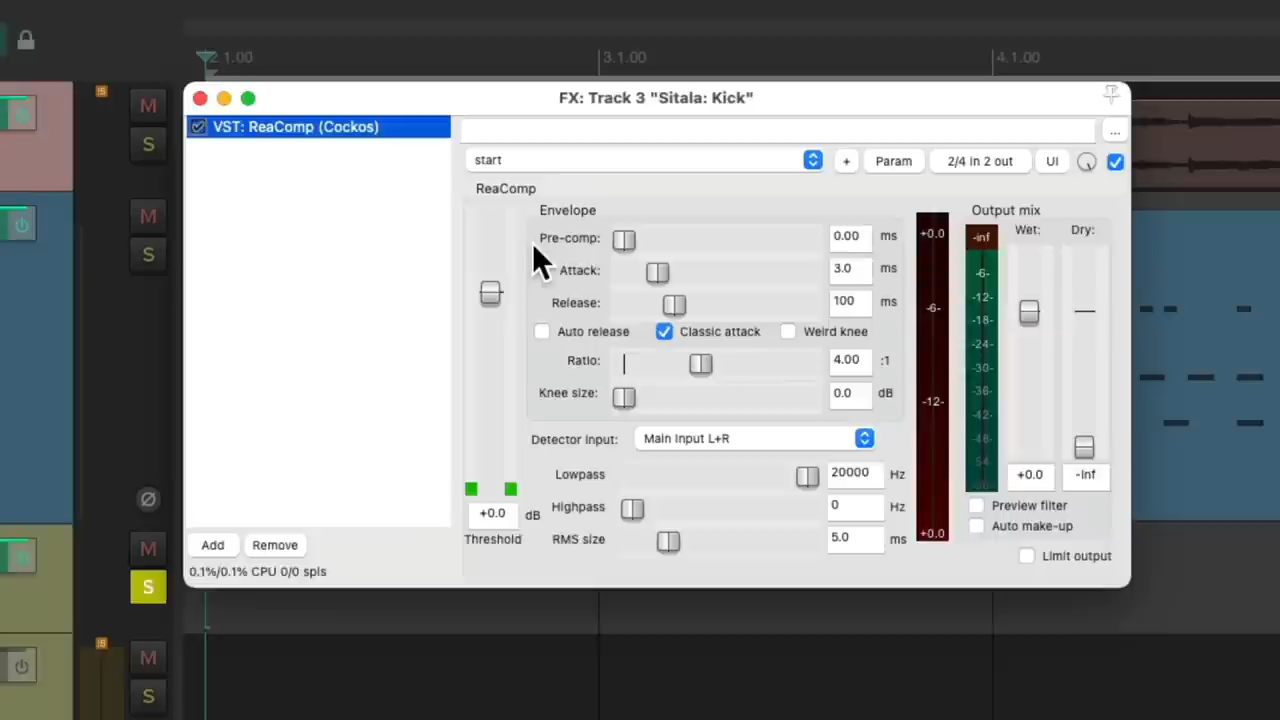 2.1.00 3.1.00 4.1.00
FX: Track 3 "Sitala: Kick"
VST: ReaComp (Cockos)
...
start + Param 2/4 in 2 out UI
ReaComp
Envelope
Pre-comp: 0.00 ms
Attack: 3.0 ms
Release: 100 ms
Auto release Classic attack Weird knee
Ratio: 4.00 :1
Knee size: 0.0 dB
Detector input: Main Input L+R
Lowpass 20000 Hz
Highpass 0 Hz
RMS size 5.0 ms
+0.0 dB
Threshold
+0.0
-6-
-12-
+0.0
Output mix
Wet: Dry:
-inf
-6-
-12-
-18-
-24-
-30-
-36-
-42-
-48-
54
+0.0 -inf
Preview filter
Auto make-up
Limit output
Add Remove
0.1%/0.1% CPU 0/0 spls
M
S
M
S
M
S
M
S